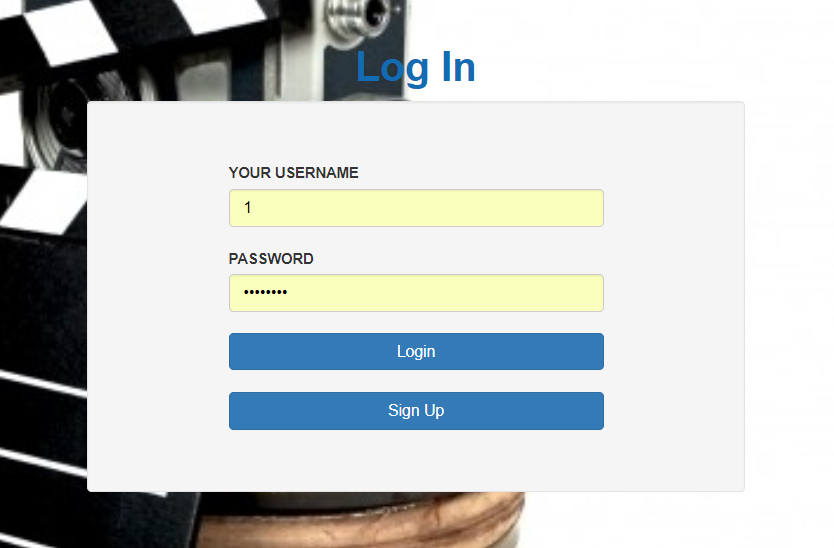 Log In
YOUR USERNAME
1
PASSWORD
••••••••
Login
Sign Up